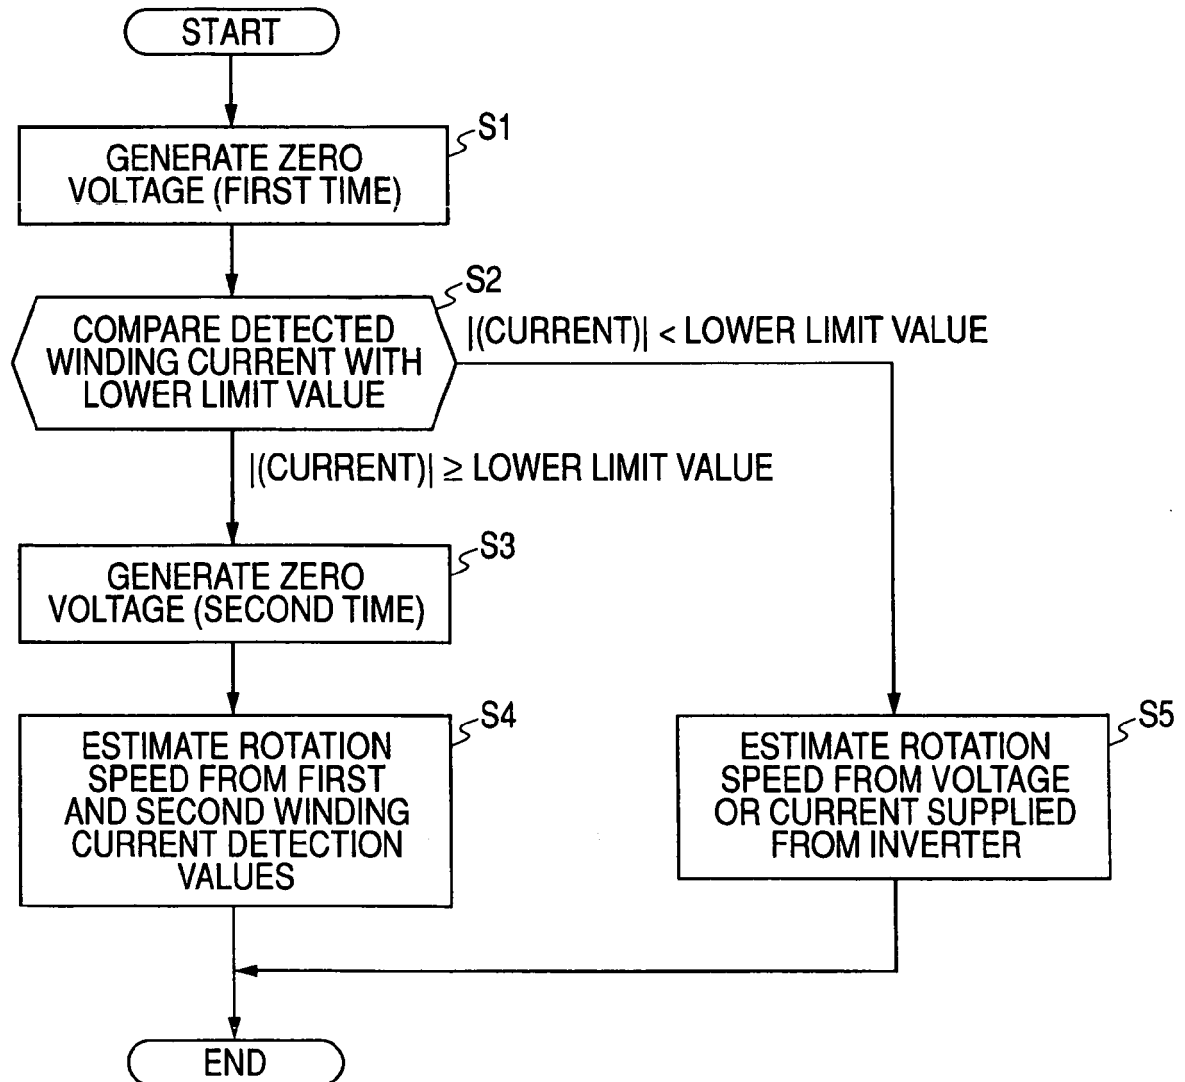 START
S1
GENERATE ZERO
VOLTAGE (FIRST TIME)
S2
COMPARE DETECTED
WINDING CURRENT WITH
LOWER LIMIT VALUE
|(CURRENT)| < LOWER LIMIT VALUE
|(CURRENT)| ≥ LOWER LIMIT VALUE
S3
GENERATE ZERO
VOLTAGE (SECOND TIME)
S4
ESTIMATE ROTATION
SPEED FROM FIRST
AND SECOND WINDING
CURRENT DETECTION
VALUES
S5
ESTIMATE ROTATION
SPEED FROM VOLTAGE
OR CURRENT SUPPLIED
FROM INVERTER
END